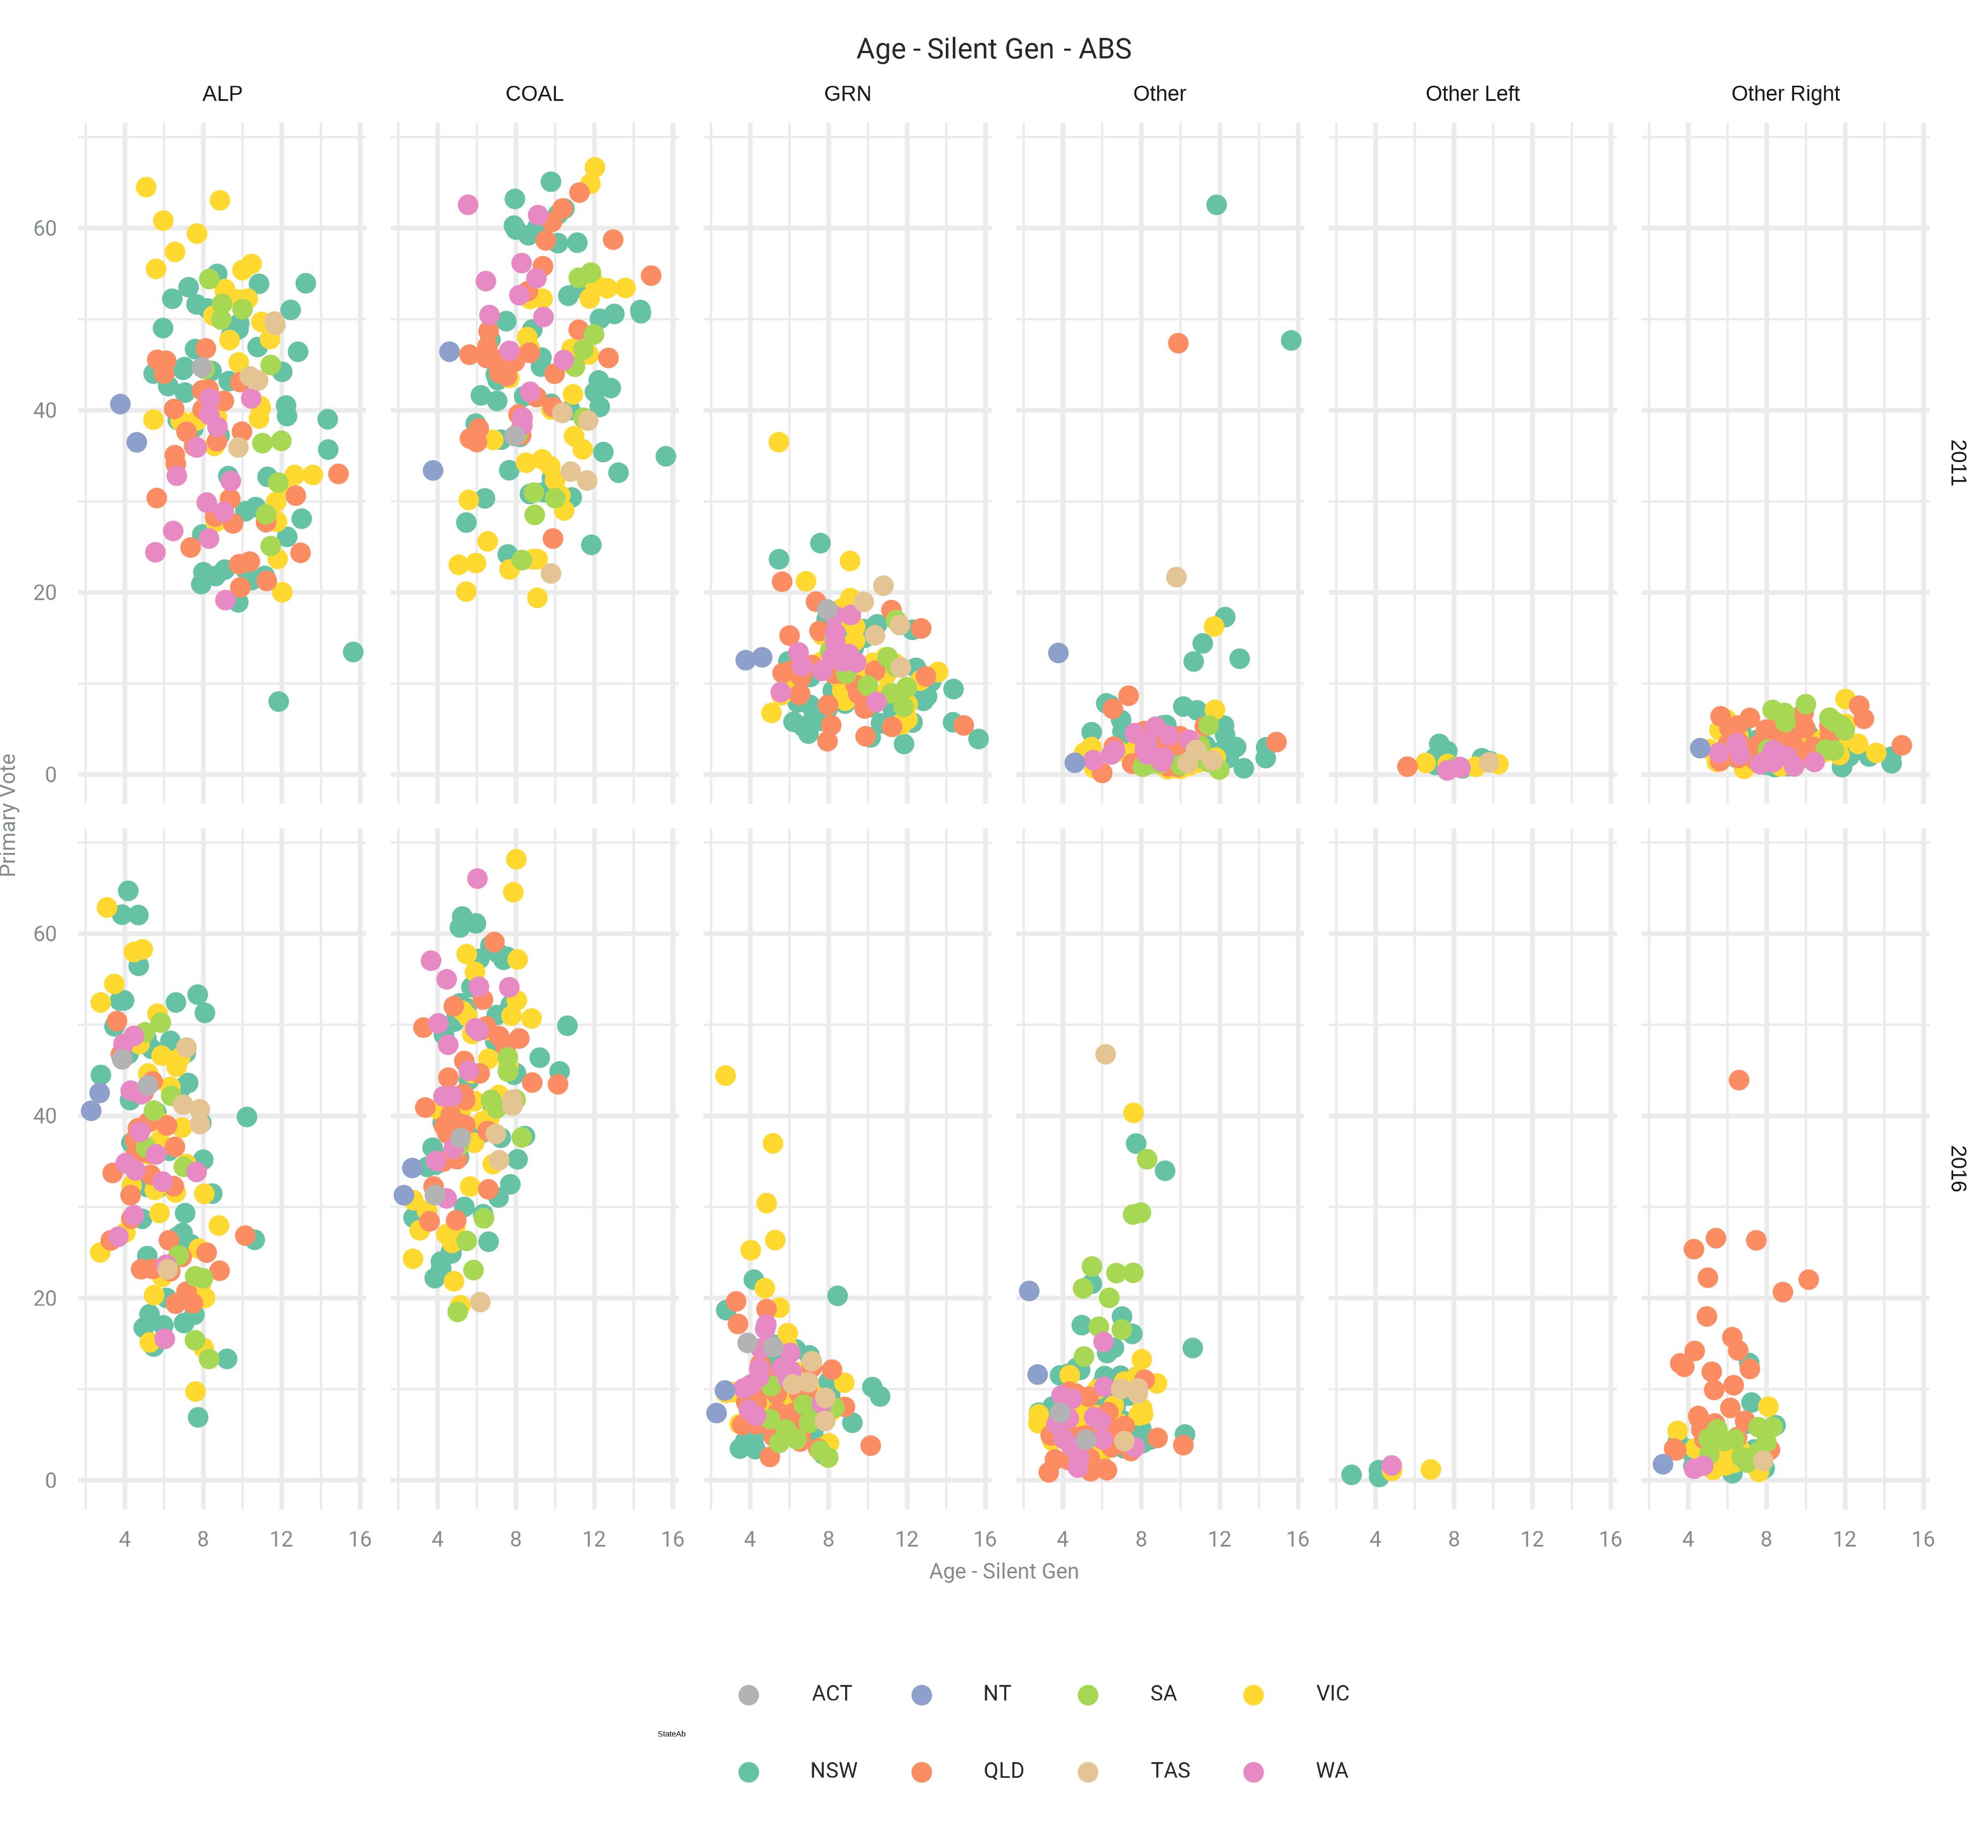 Age - Silent Gen - ABS
ALP COAL GRN Other Other Left Other Right
60
40
20
0
2011
Primary Vote
60
40
20
0
2016
4 8 12 16 4 8 12 16 4 8 12 16 4 8 12 16 4 8 12 16 4 8 12 16
Age - Silent Gen
ACT NT SA VIC
StateAb
NSW QLD TAS WA